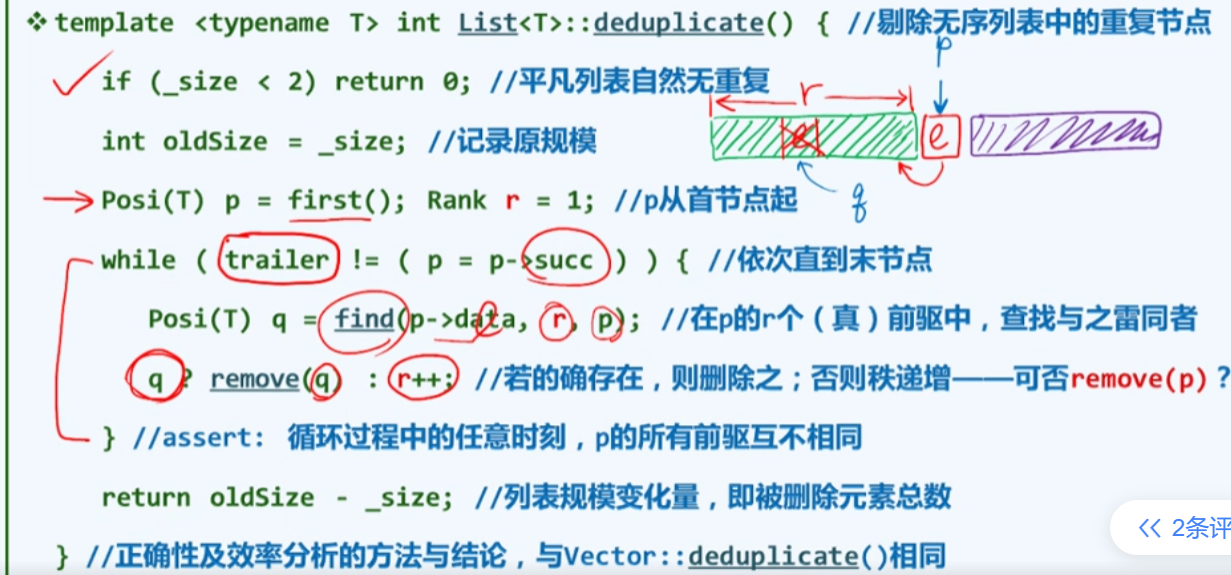 ❖ template <typename T> int List<T>::deduplicate() { //剔除无序列表中的重复节点
p
if (_size < 2) return 0; //平凡列表自然无重复
r
int oldSize = _size; //记录原规模
e e
Posi(T) p = first(); Rank r = 1; //p从首节点起
q
while ( trailer != ( p = p->succ ) ) { //依次直到末节点
Posi(T) q = find(p->data, r, p); //在p的r个（真）前驱中，查找与之雷同者
e
q ? remove(q) : r++; //若的确存在，则删除之；否则秩递增——可否remove(p)？
} //assert: 循环过程中的任意时刻，p的所有前驱互不相同
return oldSize - _size; //列表规模变化量，即被删除元素总数
2条评
} //正确性及效率分析的方法与结论，与Vector::deduplicate()相同